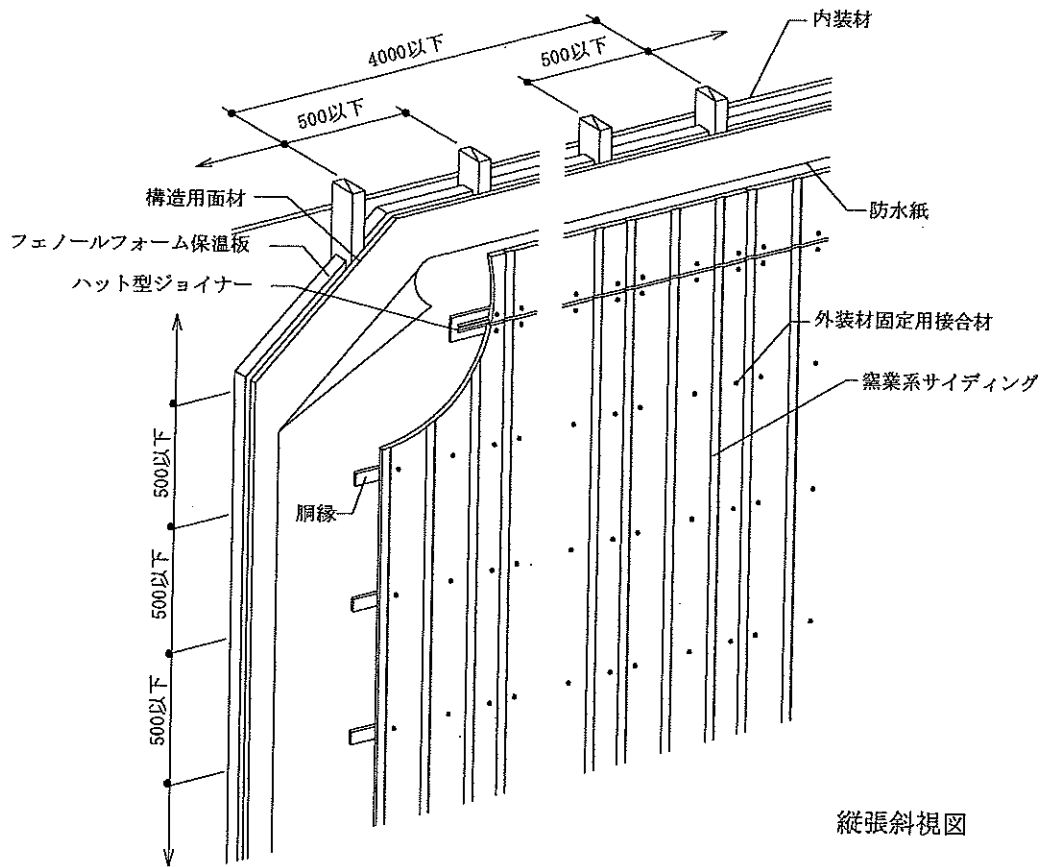 内装材
4000以下
500以下
500以下
構造用面材
フェノールフォーム保温板
ハット型ジョイナー
防水紙
外装材固定用接合材
窯業系サイディング
胴縁
500以下
500以下
500以下
縦張斜視図